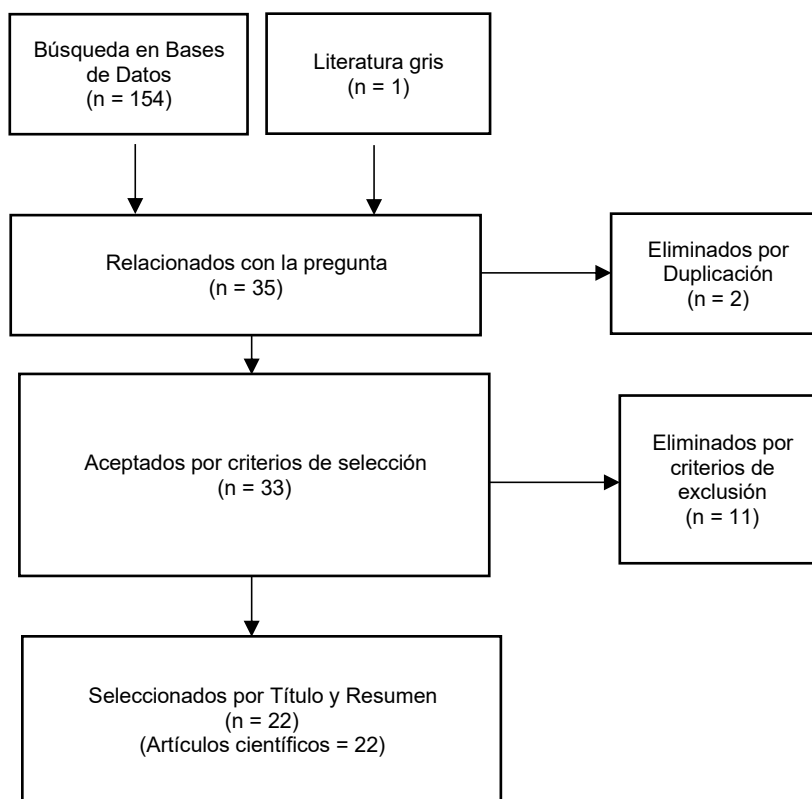 Búsqueda en Bases
de Datos
(n = 154)
Literatura gris
(n = 1)
Relacionados con la pregunta
(n = 35)
Eliminados por
Duplicación
(n = 2)
Aceptados por criterios de selección
(n = 33)
Eliminados por
criterios de
exclusión
(n = 11)
Seleccionados por Título y Resumen
(n = 22)
(Artículos científicos = 22)